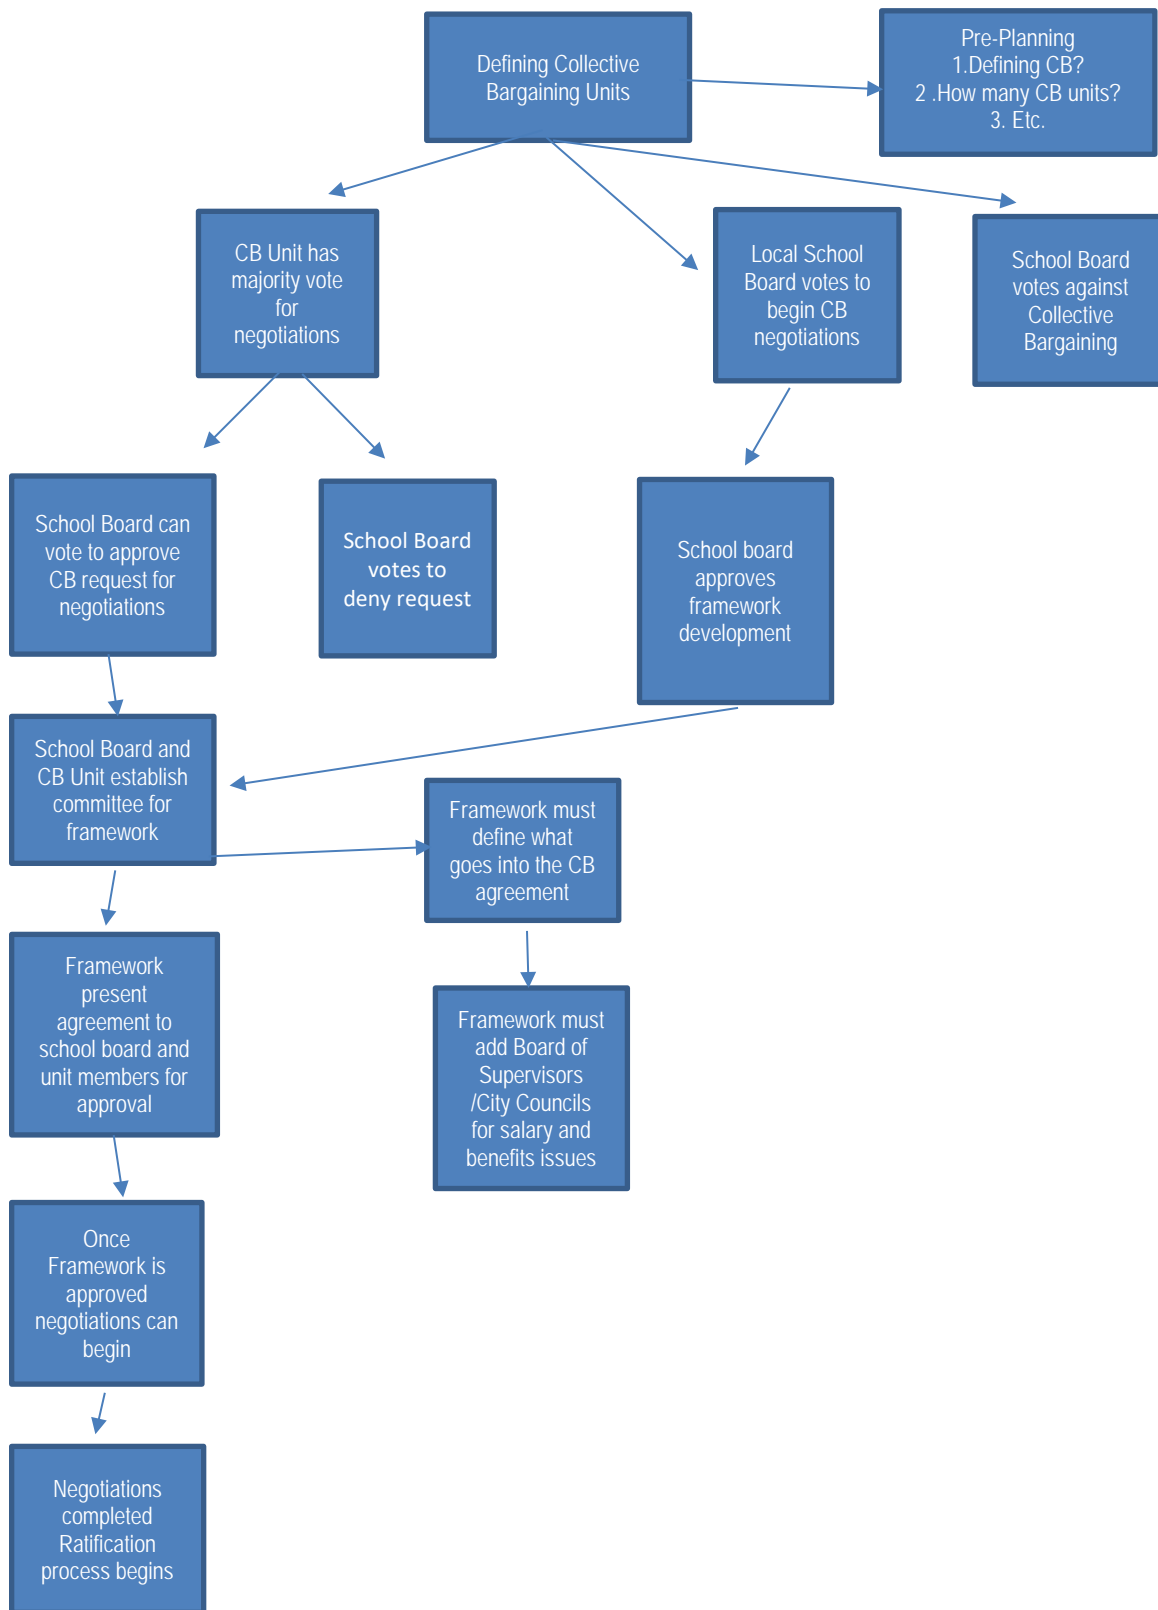 Defining Collective
Bargaining Units
Pre-Planning
1.Defining CB?
2 .How many CB units?
3. Etc.
CB Unit has
majority vote
for
negotiations
Local School
Board votes to
begin CB
negotiations
School Board
votes against
Collective
Bargaining
School Board can
vote to approve
CB request for
negotiations
School Board
votes to
deny request
School board
approves
framework
development
School Board and
CB Unit establish
committee for
framework
Framework must
define what
goes into the CB
agreement
Framework
present
agreement to
school board and
unit members for
approval
Framework must
add Board of
Supervisors
/City Councils
for salary and
benefits issues
Once
Framework is
approved
negotiations can
begin
Negotiations
completed
Ratification
process begins